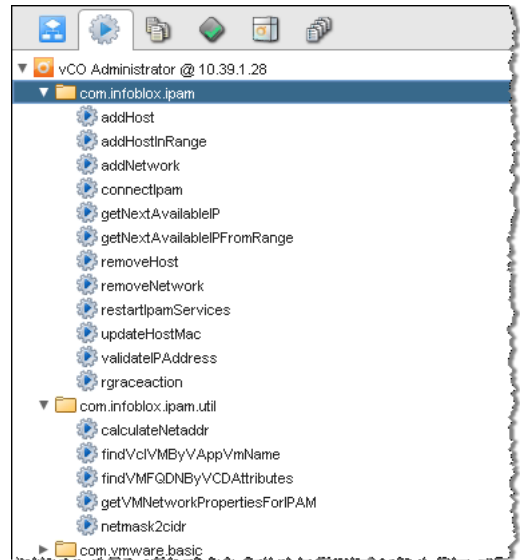 vCO Administrator @ 10.39.1.28
com.infoblox.ipam
addHost
addHostInRange
addNetwork
connectIpam
getNextAvailableIP
getNextAvailableIPFromRange
removeHost
removeNetwork
restartIpamServices
updateHostMac
validateIPAddress
rgraceaction
com.infoblox.ipam.util
calculateNetaddr
findVclVMByVAppVmName
findVMFQDNByVCDAttributes
getVMNetworkPropertiesForIPAM
netmask2cidr
com.vmware.basic